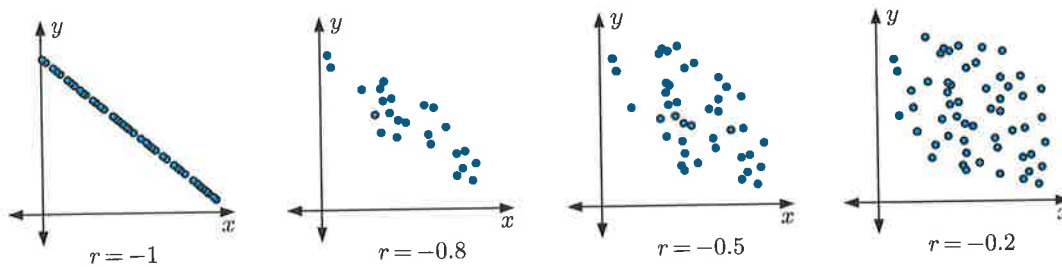 y
x
r = −1
y
x
r = −0.8
y
x
r = −0.5
y
x
r = −0.2